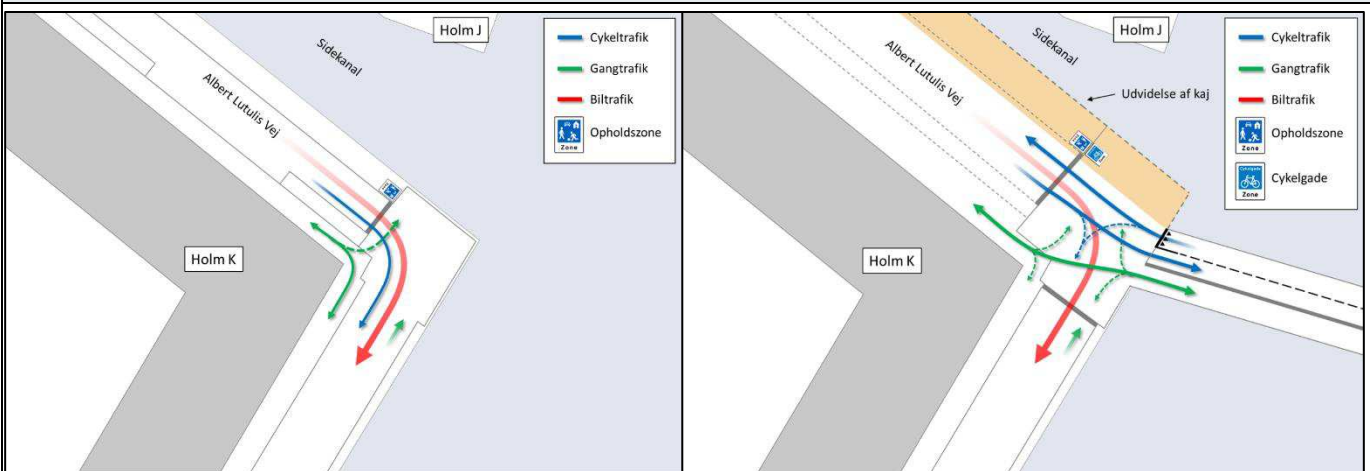 Holm J
Sidekanal
Albert Lutulis Vej
Holm K
Cykeltrafik
Gangtrafik
Biltrafik
Opholdszone
Zone
Holm J
Sidekanal
Albert Lutulis Vej
Udvidelse af kaj
Holm K
Cykeltrafik
Gangtrafik
Biltrafik
Opholdszone
Zone
Cykelgade
Cykelgade
Zone